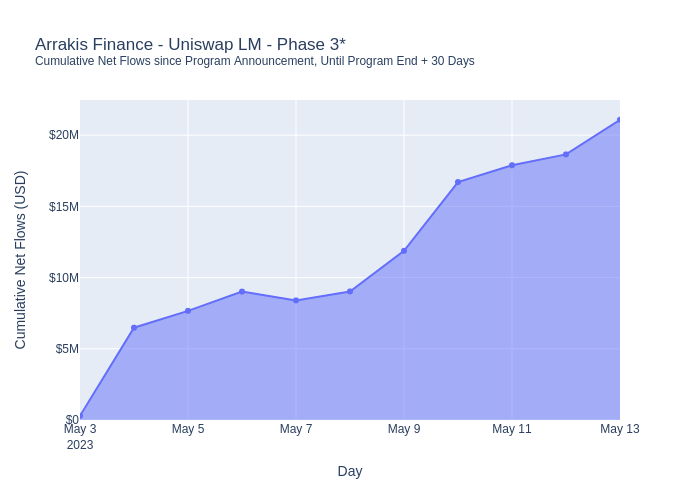 Arrakis Finance - Uniswap LM - Phase 3*
Cumulative Net Flows since Program Announcement, Until Program End + 30 Days
Cumulative Net Flows (USD)
$20M
$15M
$10M
$5M
$0
May 3
2023
May 5
May 7
May 9
May 11
May 13
Day